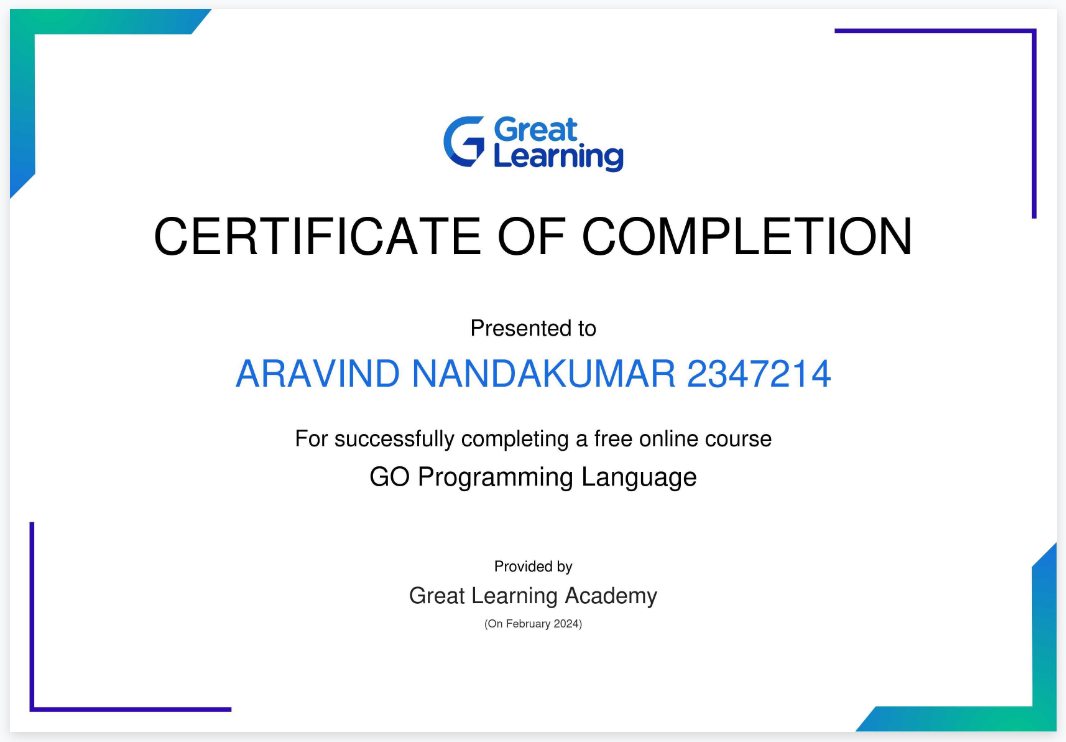 Great
Learning
CERTIFICATE OF COMPLETION
Presented to
ARAVIND NANDAKUMAR 2347214
For successfully completing a free online course
GO Programming Language
Provided by
Great Learning Academy
(On February 2024)